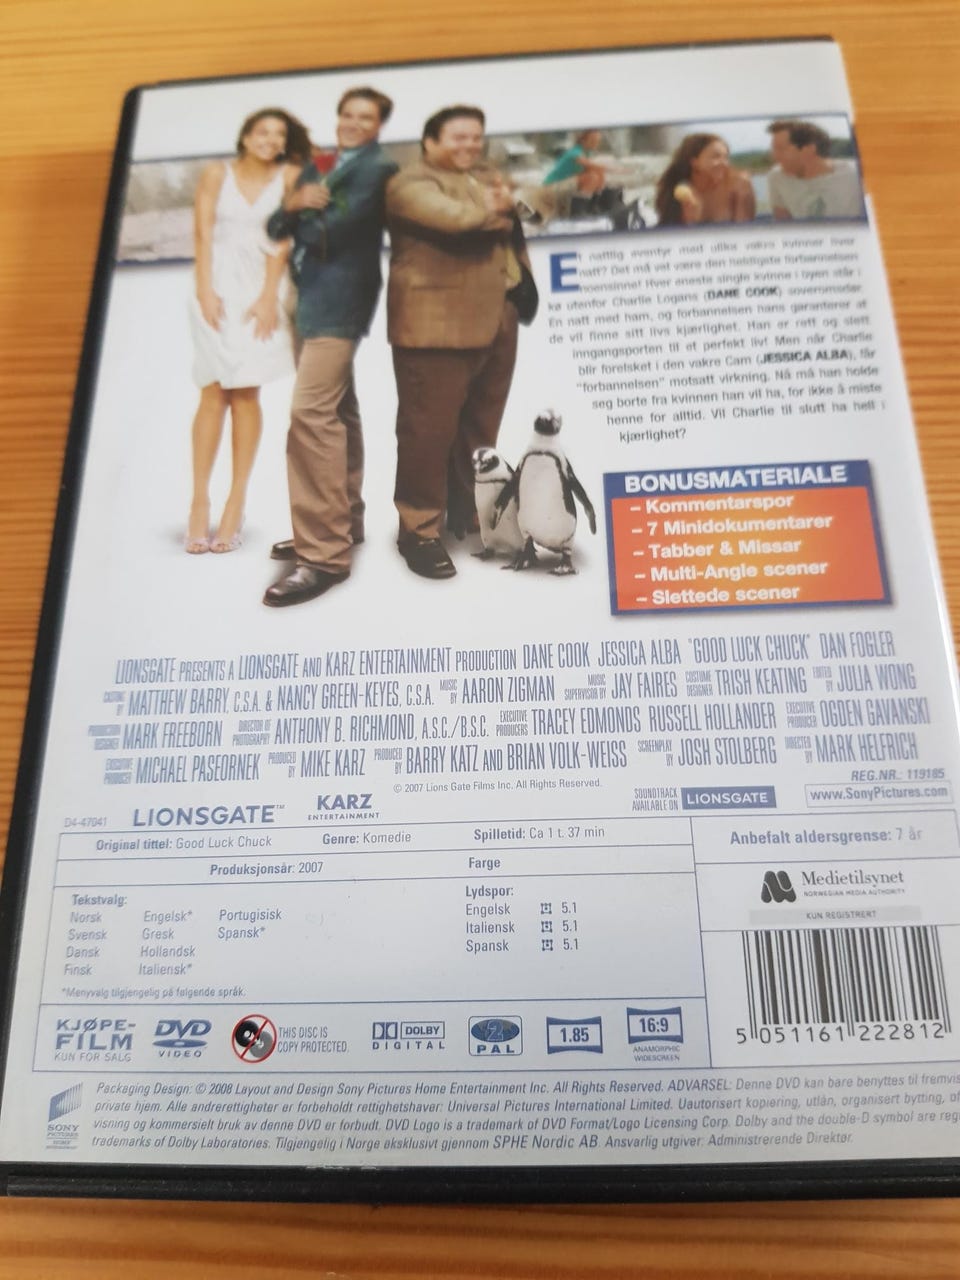 En nattlig eventyr med ulike vakre kvinner hver
natt? Det må vel være den heldigste forbannelsen
noensinne! Hver eneste single kvinne i byen står i
kø utenfor Charlie Logans (DANE COOK) soveromsdør.
En natt med ham, og forbannelsen hans garanterer at
de vil finne sitt livs kjærlighet. Han er rett og slett
inngangsporten til et perfekt liv! Men når Charlie
blir forelsket i den vakre Cam (JESSICA ALBA), får
"forbannelsen" motsatt virkning. Nå må han holde
seg borte fra kvinnen han vil ha, for ikke å miste
henne for alltid. Vil Charlie til slutt ha hell i
kjærlighet?
BONUSMATERIALE
– Kommentarspor
– 7 Minidokumentarer
– Tabber & Missar
– Multi-Angle scener
– Slettede scener
LIONSGATE PRESENTS A LIONSGATE AND KARZ ENTERTAINMENT PRODUCTION DANE COOK JESSICA ALBA "GOOD LUCK CHUCK" DAN FOGLER
CASTING BY MATTHEW BARRY, C.S.A. & NANCY GREEN-KEYES, C.S.A. MUSIC BY AARON ZIGMAN MUSIC SUPERVISOR BY JAY FAIRES COSTUME DESIGNER TRISH KEATING EDITED BY JULIA WONG
PRODUCTION DESIGNER MARK FREEBORN DIRECTOR OF PHOTOGRAPHY ANTHONY B. RICHMOND, A.S.C./B.S.C. EXECUTIVE PRODUCERS TRACEY EDMONDS RUSSELL HOLLANDER EXECUTIVE PRODUCER OGDEN GAVANSKI
EXECUTIVE PRODUCER MICHAEL PASEORNEK PRODUCED BY MIKE KARZ PRODUCED BY BARRY KATZ AND BRIAN VOLK-WEISS SCREENPLAY BY JOSH STOLBERG DIRECTED BY MARK HELFRICH
© 2007 Lions Gate Films Inc. All Rights Reserved.
REG.NR.: 119185
D4-47041 LIONSGATE™ KARZ ENTERTAINMENT SOUNDTRACK AVAILABLE ON LIONSGATE www.SonyPictures.com
Original tittel: Good Luck Chuck Genre: Komedie Spilletid: Ca 1 t. 37 min
Anbefalt aldersgrense: 7 år
Produksjonsår: 2007 Farge
Medietilsynet
NORWEGIAN MEDIA AUTHORITY
KUN REGISTRERT
Tekstvalg:
Norsk Engelsk* Portugisisk
Svensk Gresk Spansk*
Dansk Hollandsk
Finsk Italiensk*
*Menyvalg tilgjengelig på følgende språk.
Lydspor:
Engelsk 5.1
Italiensk 5.1
Spansk 5.1
5 051161 222812
KJØPE-
FILM
KUN FOR SALG
DVD
VIDEO
THIS DISC IS
COPY PROTECTED.
DOLBY
DIGITAL
2
PAL
1.85
16:9
ANAMORPHIC
WIDESCREEN
SONY
PICTURES
HOME
ENTERTAINMENT
Packaging Design: © 2008 Layout and Design Sony Pictures Home Entertainment Inc. All Rights Reserved. ADVARSEL: Denne DVD kan bare benyttes til fremvis
private hjem. Alle andrerettigheter er forbeholdt rettighetshaver: Universal Pictures International Limited. Uautorisert kopiering, utlån, organisert bytting, of
visning og kommersielt bruk av denne DVD er forbudt. DVD Logo is a trademark of DVD Format/Logo Licensing Corp. Dolby and the double-D symbol are reg
trademarks of Dolby Laboratories. Tilgjengelig i Norge eksklusivt gjennom SPHE Nordic AB Ansvarlig utgiver: Administrerende Direktør.